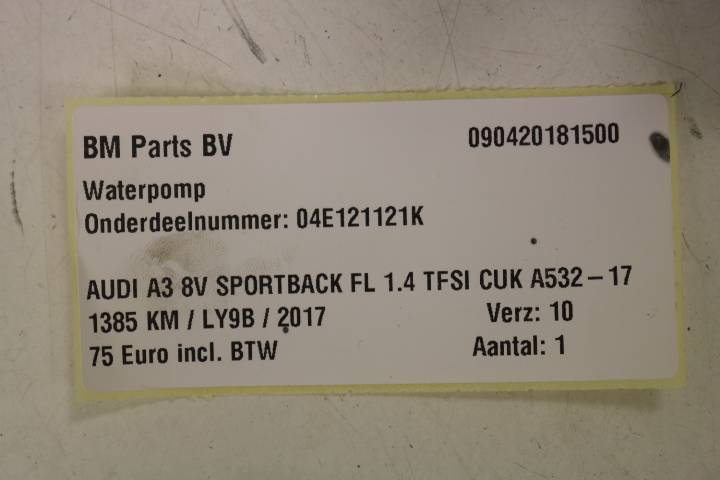 BM Parts BV 090420181500
Waterpomp
Onderdeelnummer: 04E121121K
AUDI A3 8V SPORTBACK FL 1.4 TFSI CUK A532-17
1385 KM / LY9B / 2017 Verz: 10
75 Euro incl. BTW Aantal: 1